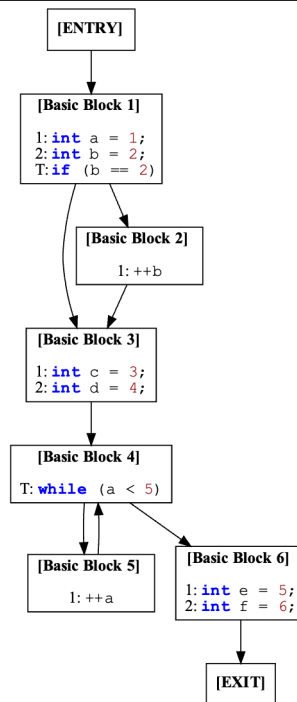 [ENTRY]
[Basic Block 1]
1: int a = 1;
2: int b = 2;
T: if (b == 2)
[Basic Block 2]
1: ++b
[Basic Block 3]
1: int c = 3;
2: int d = 4;
[Basic Block 4]
T: while (a < 5)
[Basic Block 5]
1: ++a
[Basic Block 6]
1: int e = 5;
2: int f = 6;
[EXIT]